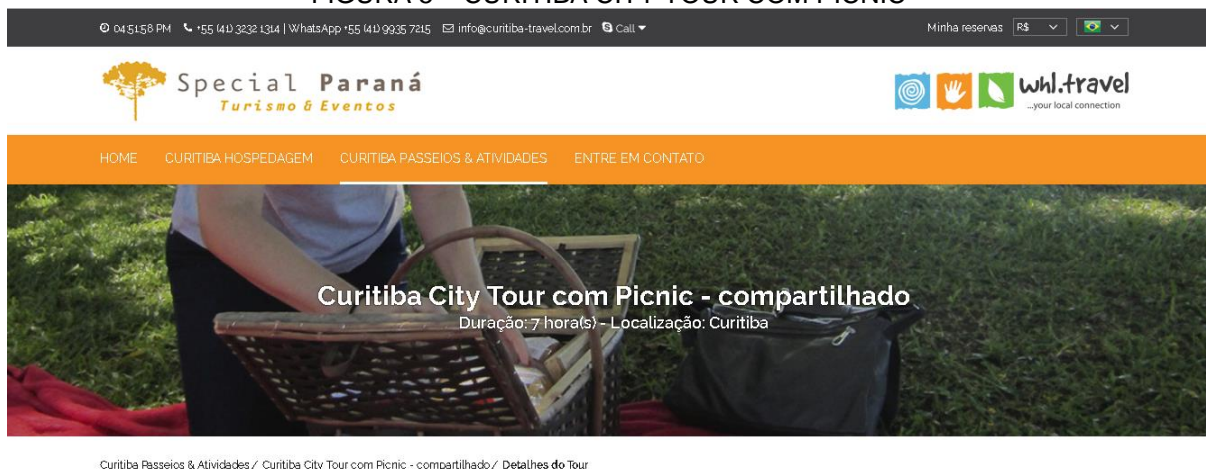 04:51:58 PM +55 (41) 3232 1314 | WhatsApp +55 (41) 9935 7215 info@curitiba-travel.com.br Call
Minha reservas R$
Special Paraná
Turismo & Eventos
whl.travel
...your local connection
HOME CURITIBA HOSPEDAGEM CURITIBA PASSEIOS & ATIVIDADES ENTRE EM CONTATO
Curitiba City Tour com Picnic - compartilhado
Duração: 7 hora(s) - Localização: Curitiba
Curitiba Passeios & Atividades / Curitiba City Tour com Picnic - compartilhado / Detalhes do Tour